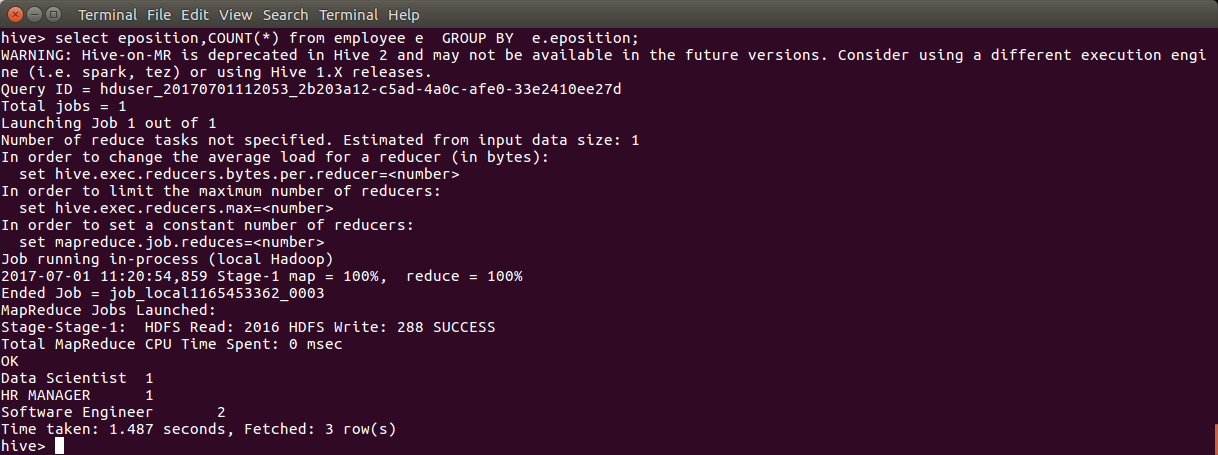 Terminal File Edit View Search Terminal Help
hive> select eposition,COUNT(*) from employee e  GROUP BY  e.eposition;
WARNING: Hive-on-MR is deprecated in Hive 2 and may not be available in the future versions. Consider using a different execution engi
ne (i.e. spark, tez) or using Hive 1.X releases.
Query ID = hduser_20170701112053_2b203a12-c5ad-4a0c-afe0-33e2410ee27d
Total jobs = 1
Launching Job 1 out of 1
Number of reduce tasks not specified. Estimated from input data size: 1
In order to change the average load for a reducer (in bytes):
  set hive.exec.reducers.bytes.per.reducer=<number>
In order to limit the maximum number of reducers:
  set hive.exec.reducers.max=<number>
In order to set a constant number of reducers:
  set mapreduce.job.reduces=<number>
Job running in-process (local Hadoop)
2017-07-01 11:20:54,859 Stage-1 map = 100%,  reduce = 100%
Ended Job = job_local1165453362_0003
MapReduce Jobs Launched:
Stage-Stage-1:  HDFS Read: 2016 HDFS Write: 288 SUCCESS
Total MapReduce CPU Time Spent: 0 msec
OK
Data Scientist  1
HR MANAGER      1
Software Engineer       2
Time taken: 1.487 seconds, Fetched: 3 row(s)
hive>